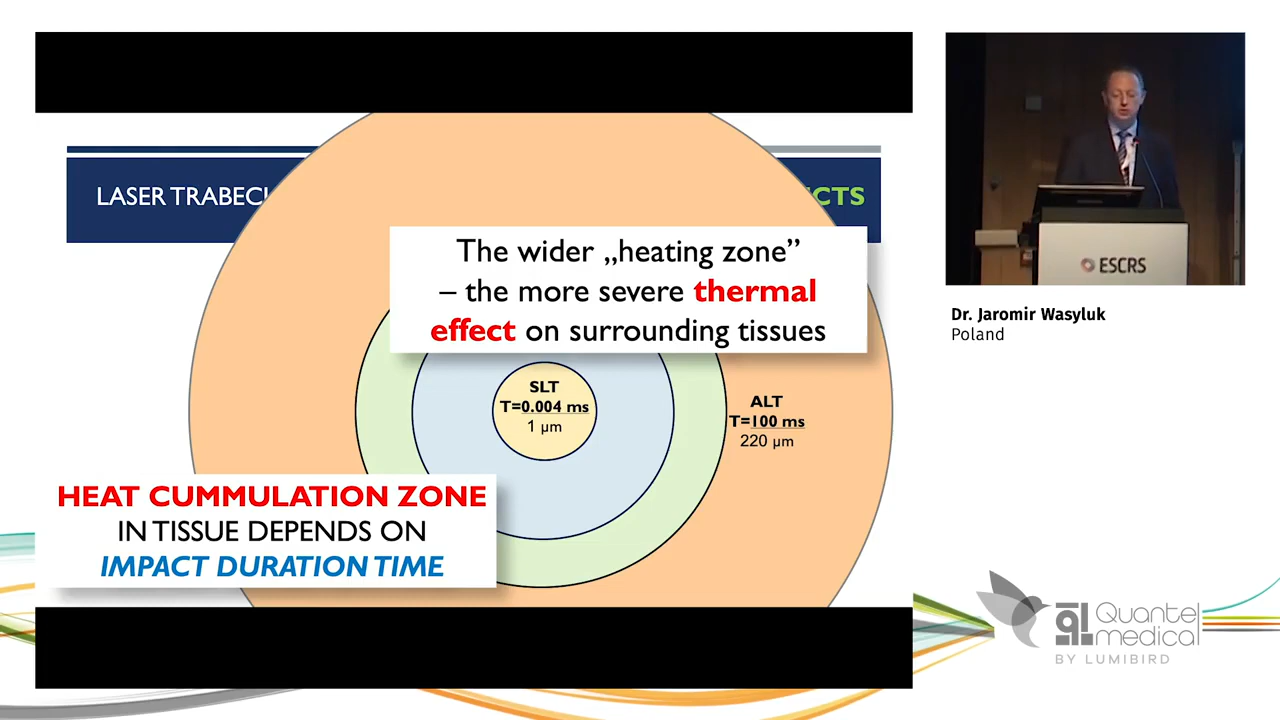 LASER TRABECU
CTS
The wider „heating zone”
– the more severe thermal
effect on surrounding tissues
SLT
T=0.004 ms
1 µm
ALT
T=100 ms
220 µm
HEAT CUMMULATION ZONE
IN TISSUE DEPENDS ON
IMPACT DURATION TIME
ESCRS
Dr. Jaromir Wasyluk
Poland
Quantel
medical
BY LUMIBIRD